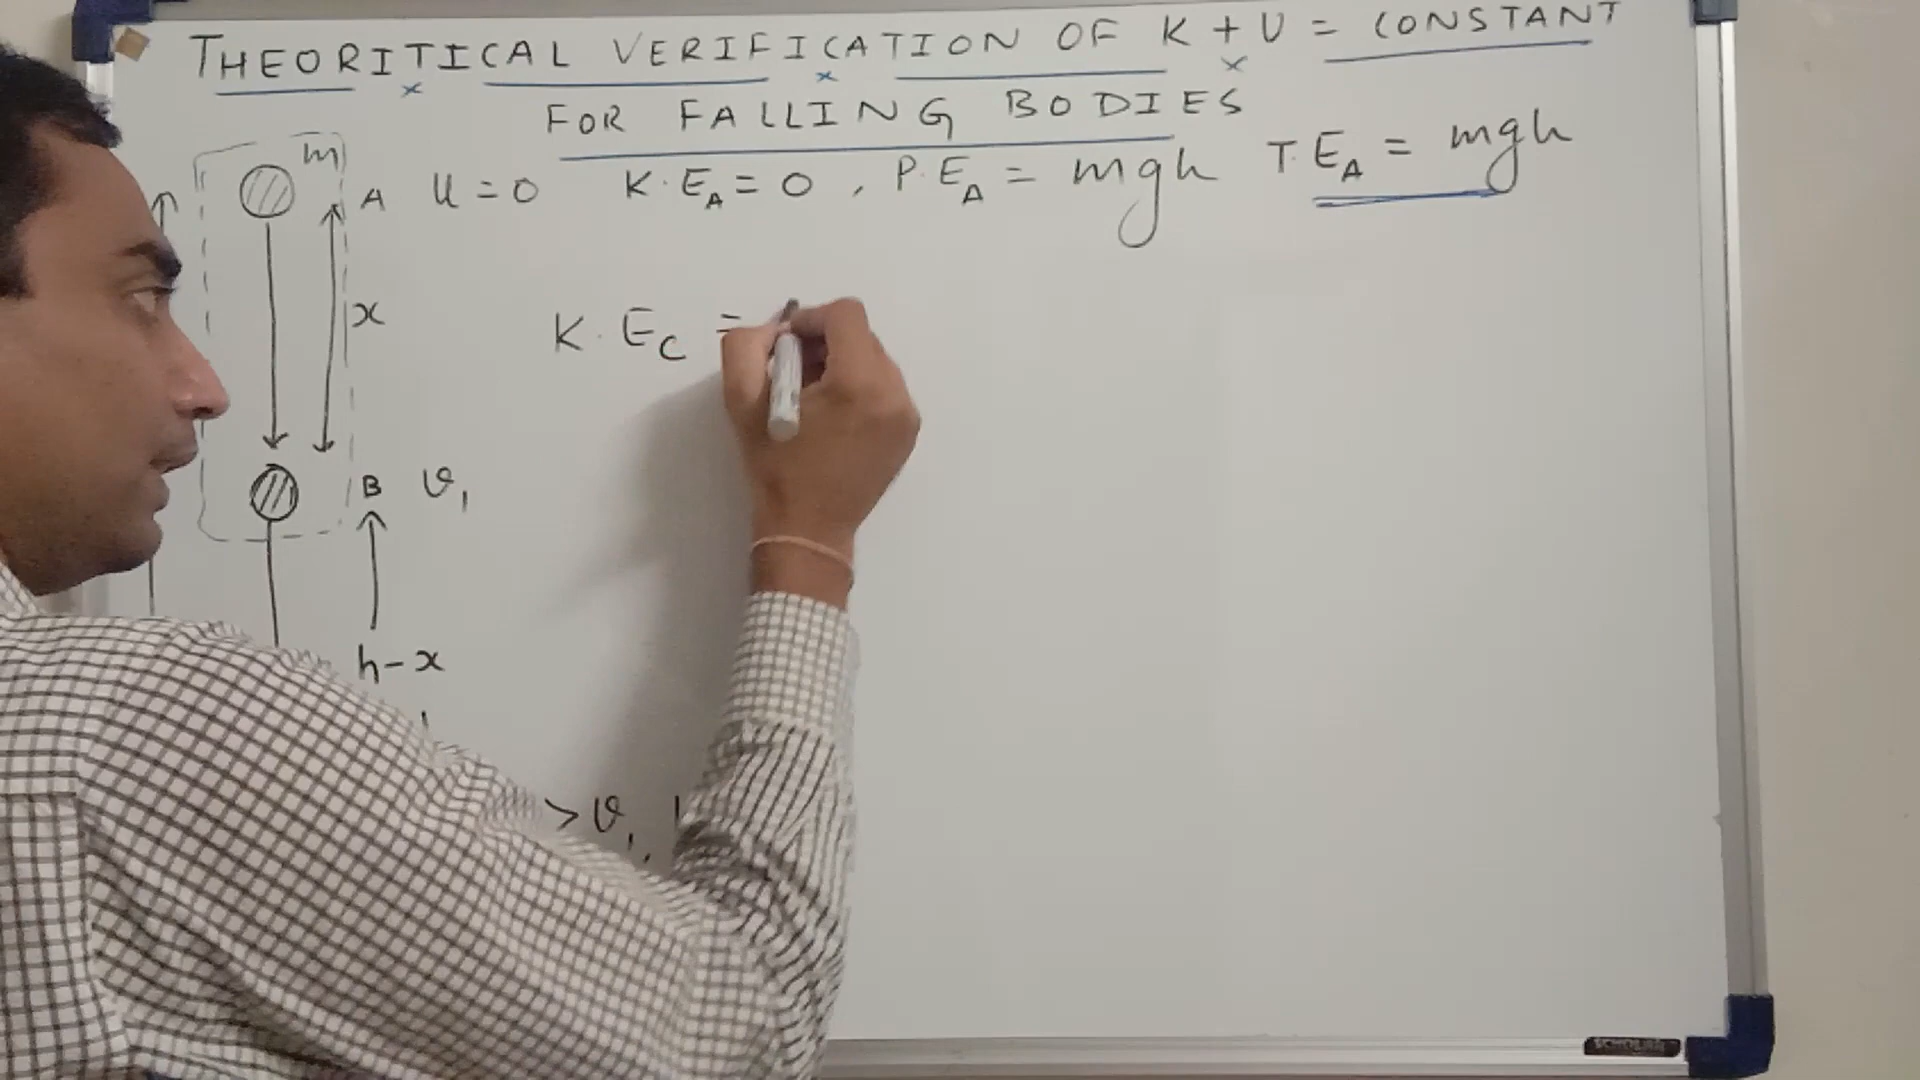 THEORITICAL VERIFICATION OF K + U = CONSTANT
FOR FALLING BODIES
m
A u = 0 K.E_A = 0 , P.E_A = mgh T.E_A = mgh
x
K.E_C =
B v₁
h-x
> v₁,